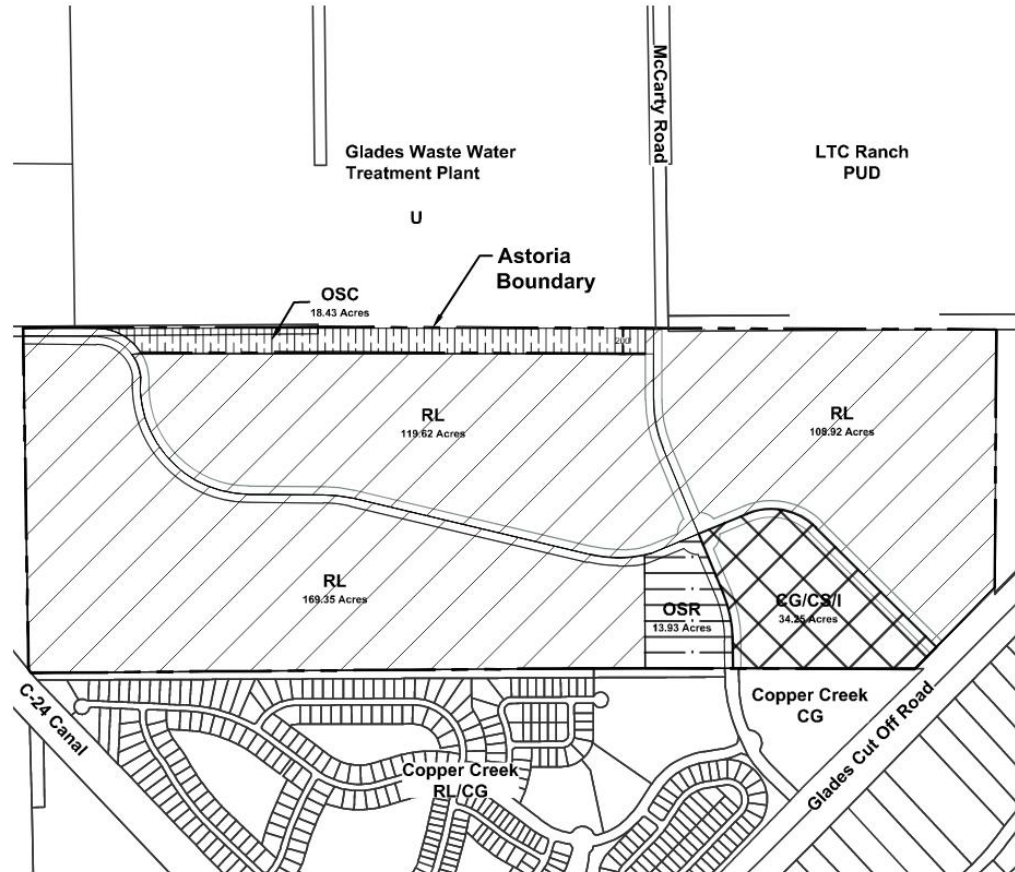 McCarty Road
Glades Waste Water
Treatment Plant
LTC Ranch
PUD
U
Astoria
Boundary
OSC
18.43 Acres
200
RL
119.62 Acres
RL
108.92 Acres
RL
169.35 Acres
OSR
13.93 Acres
CG/CS/I
34.25 Acres
C-24 Canal
Copper Creek
CG
Glades Cut Off Road
Copper Creek
RL/CG